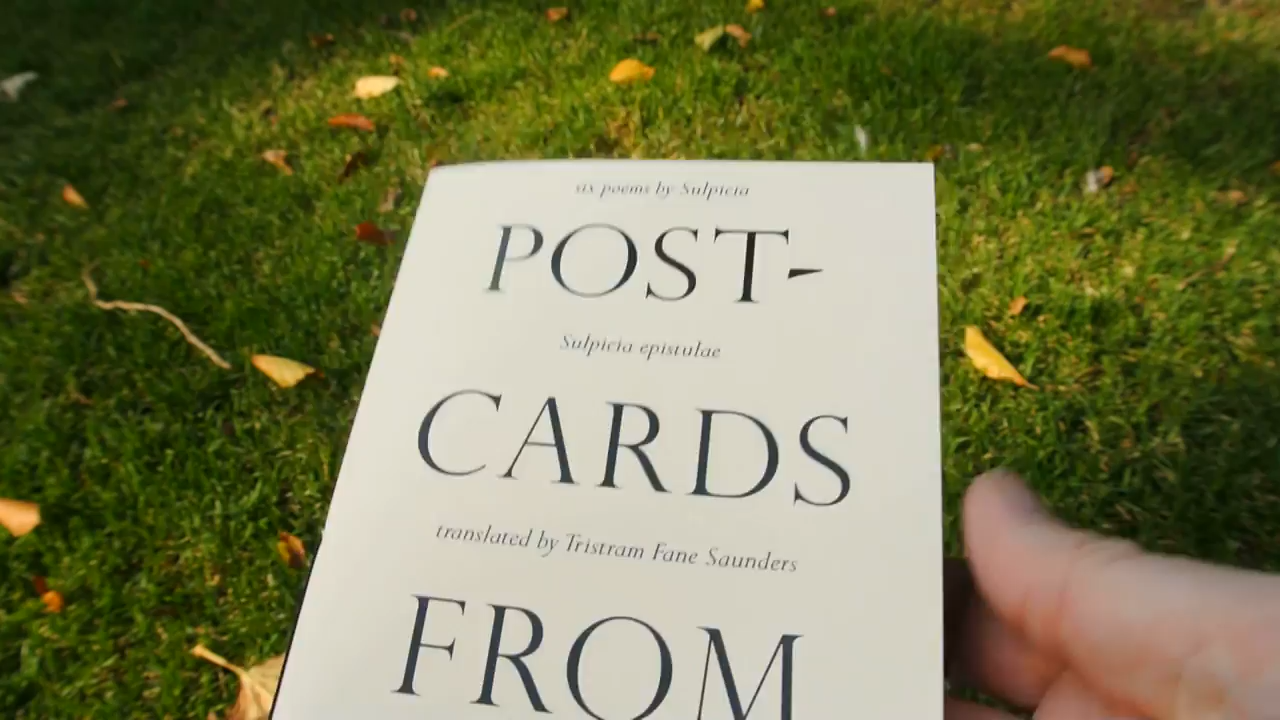 six poems by Sulpicia
POST-
Sulpicia epistulae
CARDS
translated by Tristram Fane Saunders
FROM